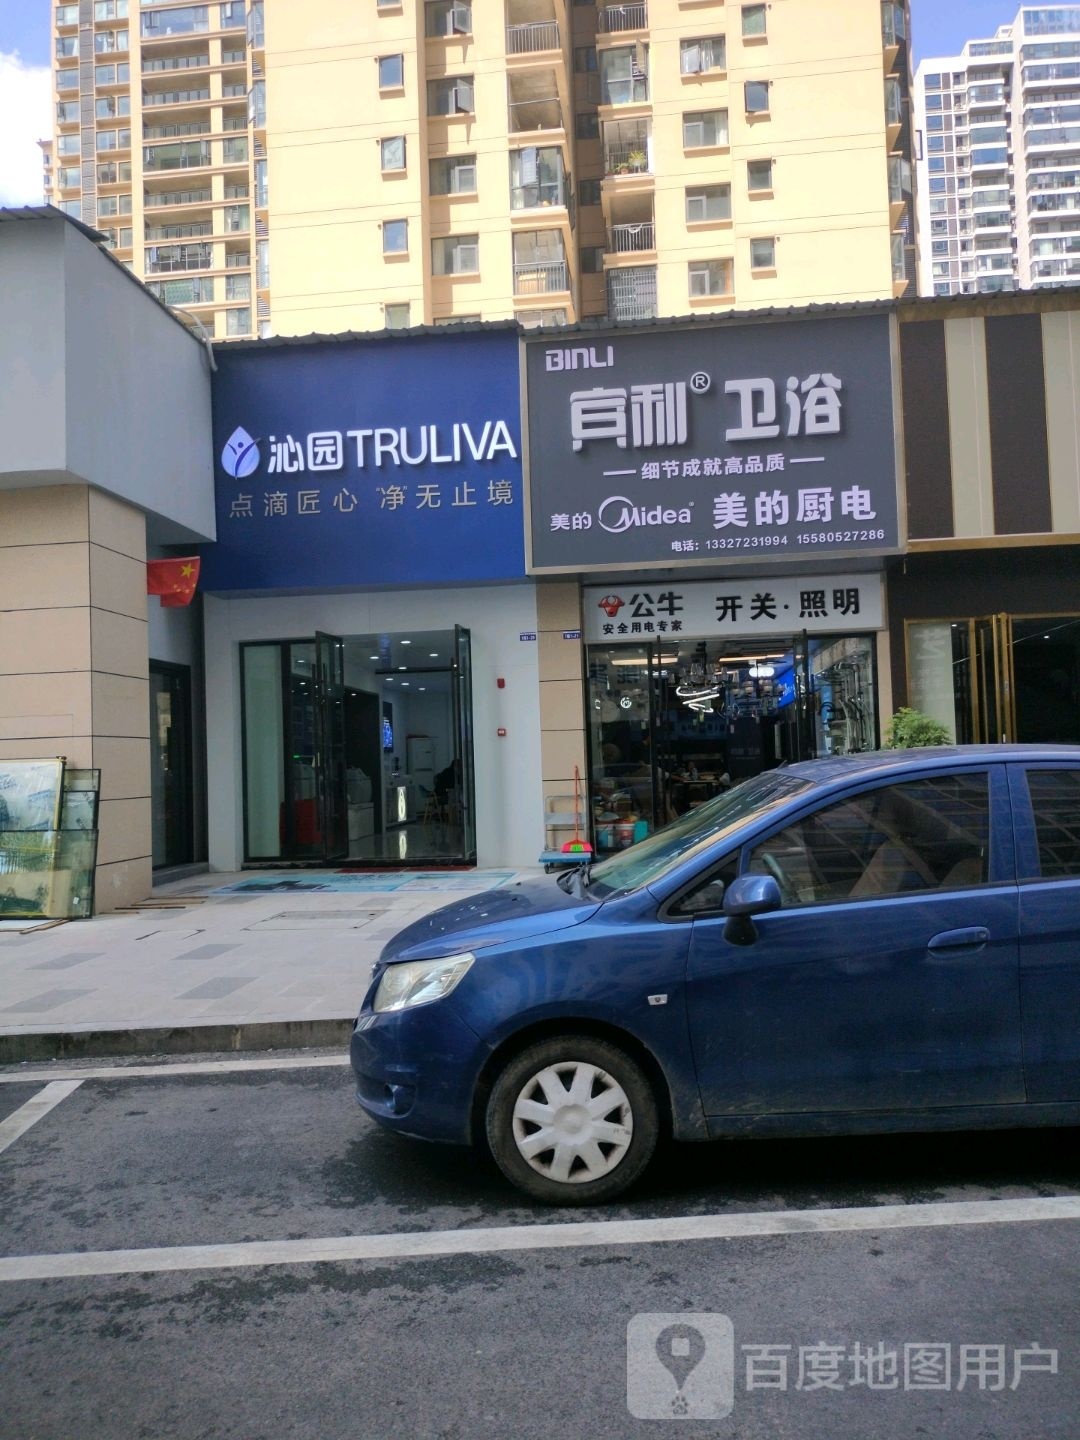 沁园TRULIVA
点滴匠心 "净"无止境
BINLI
宾利® 卫浴
细节成就高品质
美的 Midea 美的厨电
电话：13327231994 15580527286
公牛 开关·照明
安全用电专家
百度地图用户